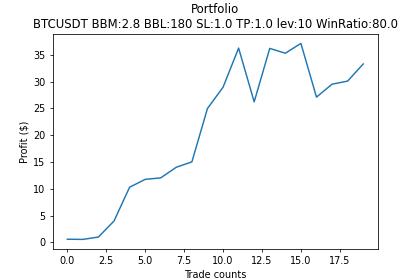 Portfolio
BTCUSDT BBM:2.8 BBL:180 SL:1.0 TP:1.0 lev:10 WinRatio:80.0
35
30
25
20
15
10
5
0
Profit ($)
0.0 2.5 5.0 7.5 10.0 12.5 15.0 17.5
Trade counts